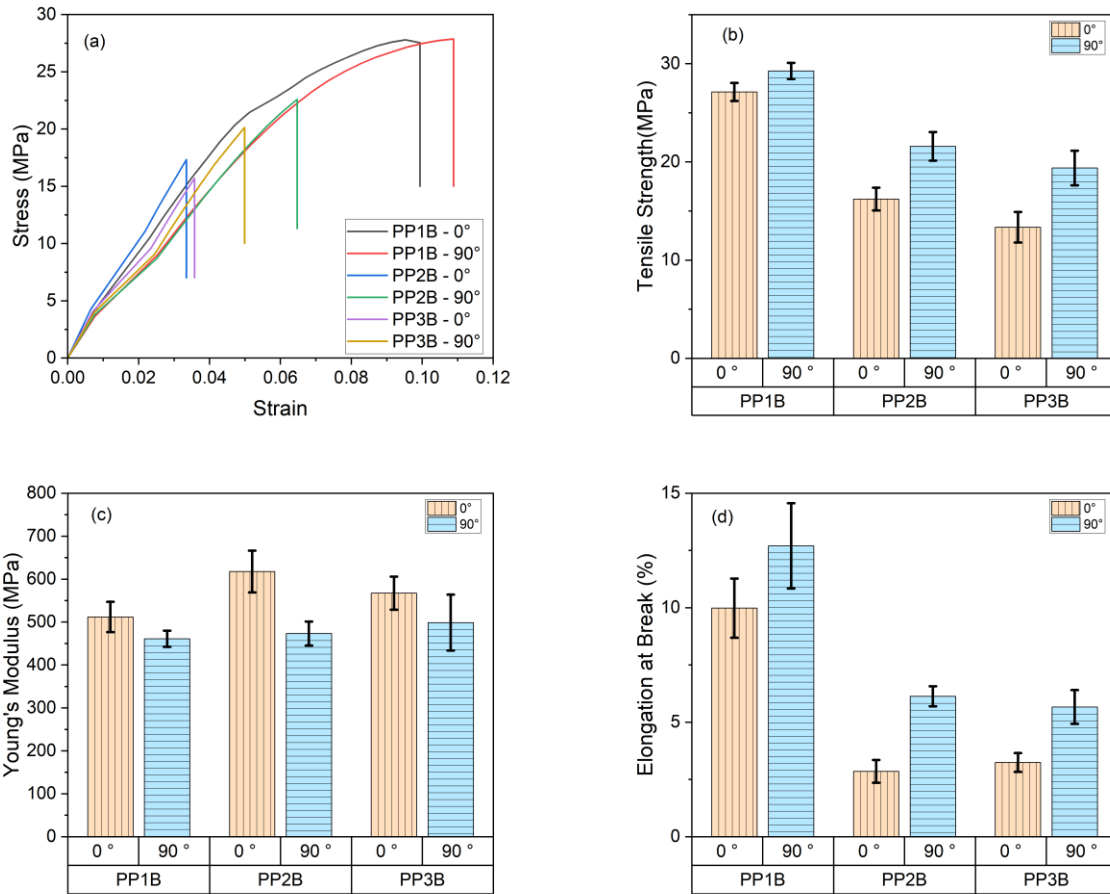 (a)
30
25
20
15
10
5
0
Stress (MPa)
PP1B - 0°
PP1B - 90°
PP2B - 0°
PP2B - 90°
PP3B - 0°
PP3B - 90°
0.00 0.02 0.04 0.06 0.08 0.10 0.12
Strain
(b)
0°
90°
30
20
10
0
Tensile Strength(MPa)
0 ° 90 ° 0 ° 90 ° 0 ° 90 °
PP1B PP2B PP3B
(c)
0°
90°
800
700
600
500
400
300
200
100
0
Young's Modulus (MPa)
0 ° 90 ° 0 ° 90 ° 0 ° 90 °
PP1B PP2B PP3B
(d)
0°
90°
15
10
5
0
Elongation at Break (%)
0 ° 90 ° 0 ° 90 ° 0 ° 90 °
PP1B PP2B PP3B